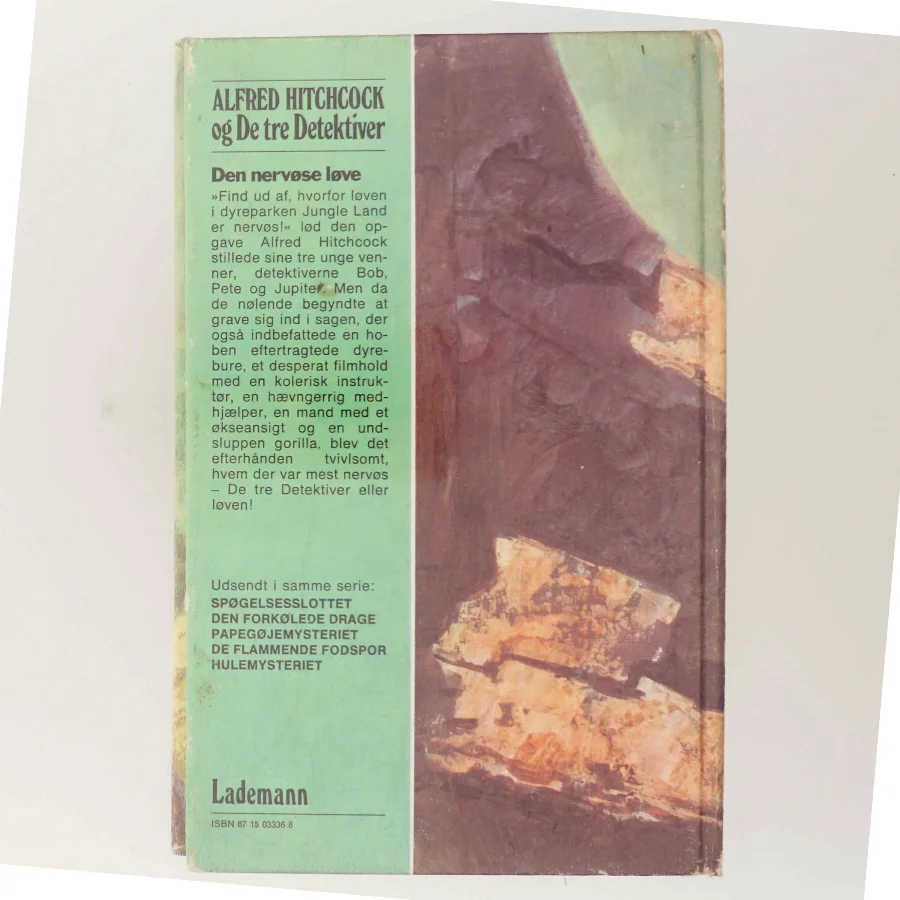 ALFRED HITCHCOCK
og De tre Detektiver
Den nervøse løve
»Find ud af, hvorfor løven
i dyreparken Jungle Land
er nervøs!« lød den op-
gave Alfred Hitchcock
stillede sine tre unge ven-
ner, detektiverne Bob,
Pete og Jupiter. Men da
de nølende begyndte at
grave sig ind i sagen, der
også indbefattede en ho-
ben eftertragtede dyre-
bure, et desperat filmhold
med en kolerisk instruk-
tør, en hævngerrig med-
hjælper, en mand med et
økseansigt og en und-
sluppen gorilla, blev det
efterhånden tvivlsomt,
hvem der var mest nervøs
– De tre Detektiver eller
løven!
Udsendt i samme serie:
SPØGELSESSLOTTET
DEN FORKØLEDE DRAGE
PAPEGØJEMYSTERIET
DE FLAMMENDE FODSPOR
HULEMYSTERIET
Lademann
ISBN 87 15 03336 8